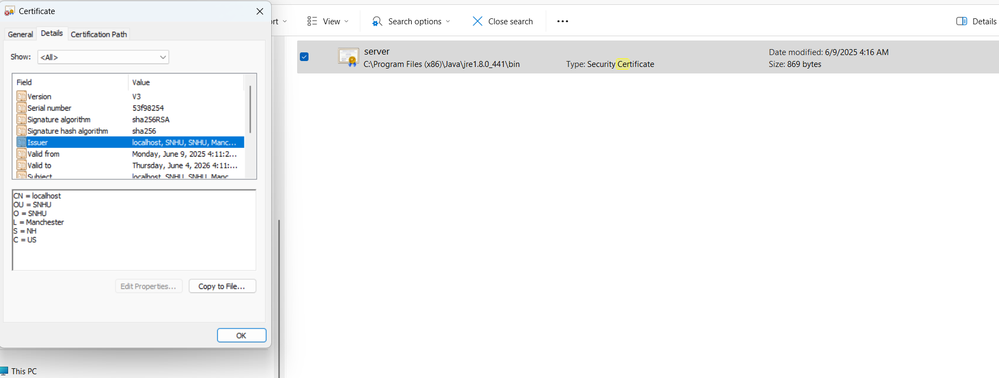 Certificate
General Details Certification Path
Show: <All>
Field Value
Version V3
Serial number 53f98254
Signature algorithm sha256RSA
Signature hash algorithm sha256
Issuer localhost, SNHU, SNHU, Manc...
Valid from Monday, June 9, 2025 4:11:2...
Valid to Thursday, June 4, 2026 4:11:...
Subject localhost, SNHU, SNHU, Manc
CN = localhost
OU = SNHU
O = SNHU
L = Manchester
S = NH
C = US
Edit Properties... Copy to File...
OK
This PC
rt View Search options Close search ••• Details
server
C:\Program Files (x86)\Java\jre1.8.0_441\bin
Type: Security Certificate
Date modified: 6/9/2025 4:16 AM
Size: 869 bytes